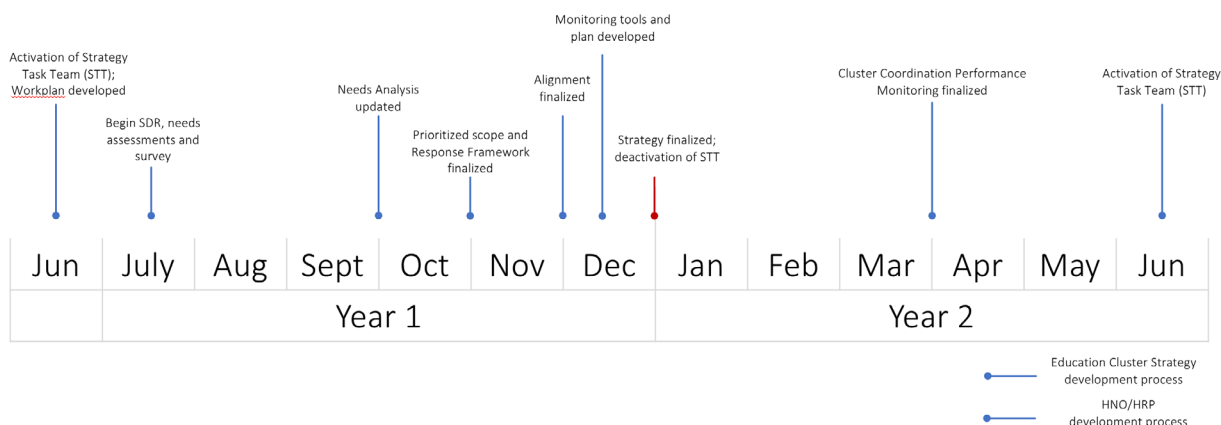 Monitoring tools and
plan developed
Activation of Strategy
Task Team (STT);
Workplan developed
Begin SDR, needs
assessments and
survey
Needs Analysis
updated
Prioritized scope and
Response Framework
finalized
Alignment
finalized
Strategy finalized;
deactivation of STT
Cluster Coordination Performance
Monitoring finalized
Activation of Strategy
Task Team (STT)
Jun July Aug Sept Oct Nov Dec Jan Feb Mar Apr May Jun
Year 1 Year 2
Education Cluster Strategy
development process
HNO/HRP
development process